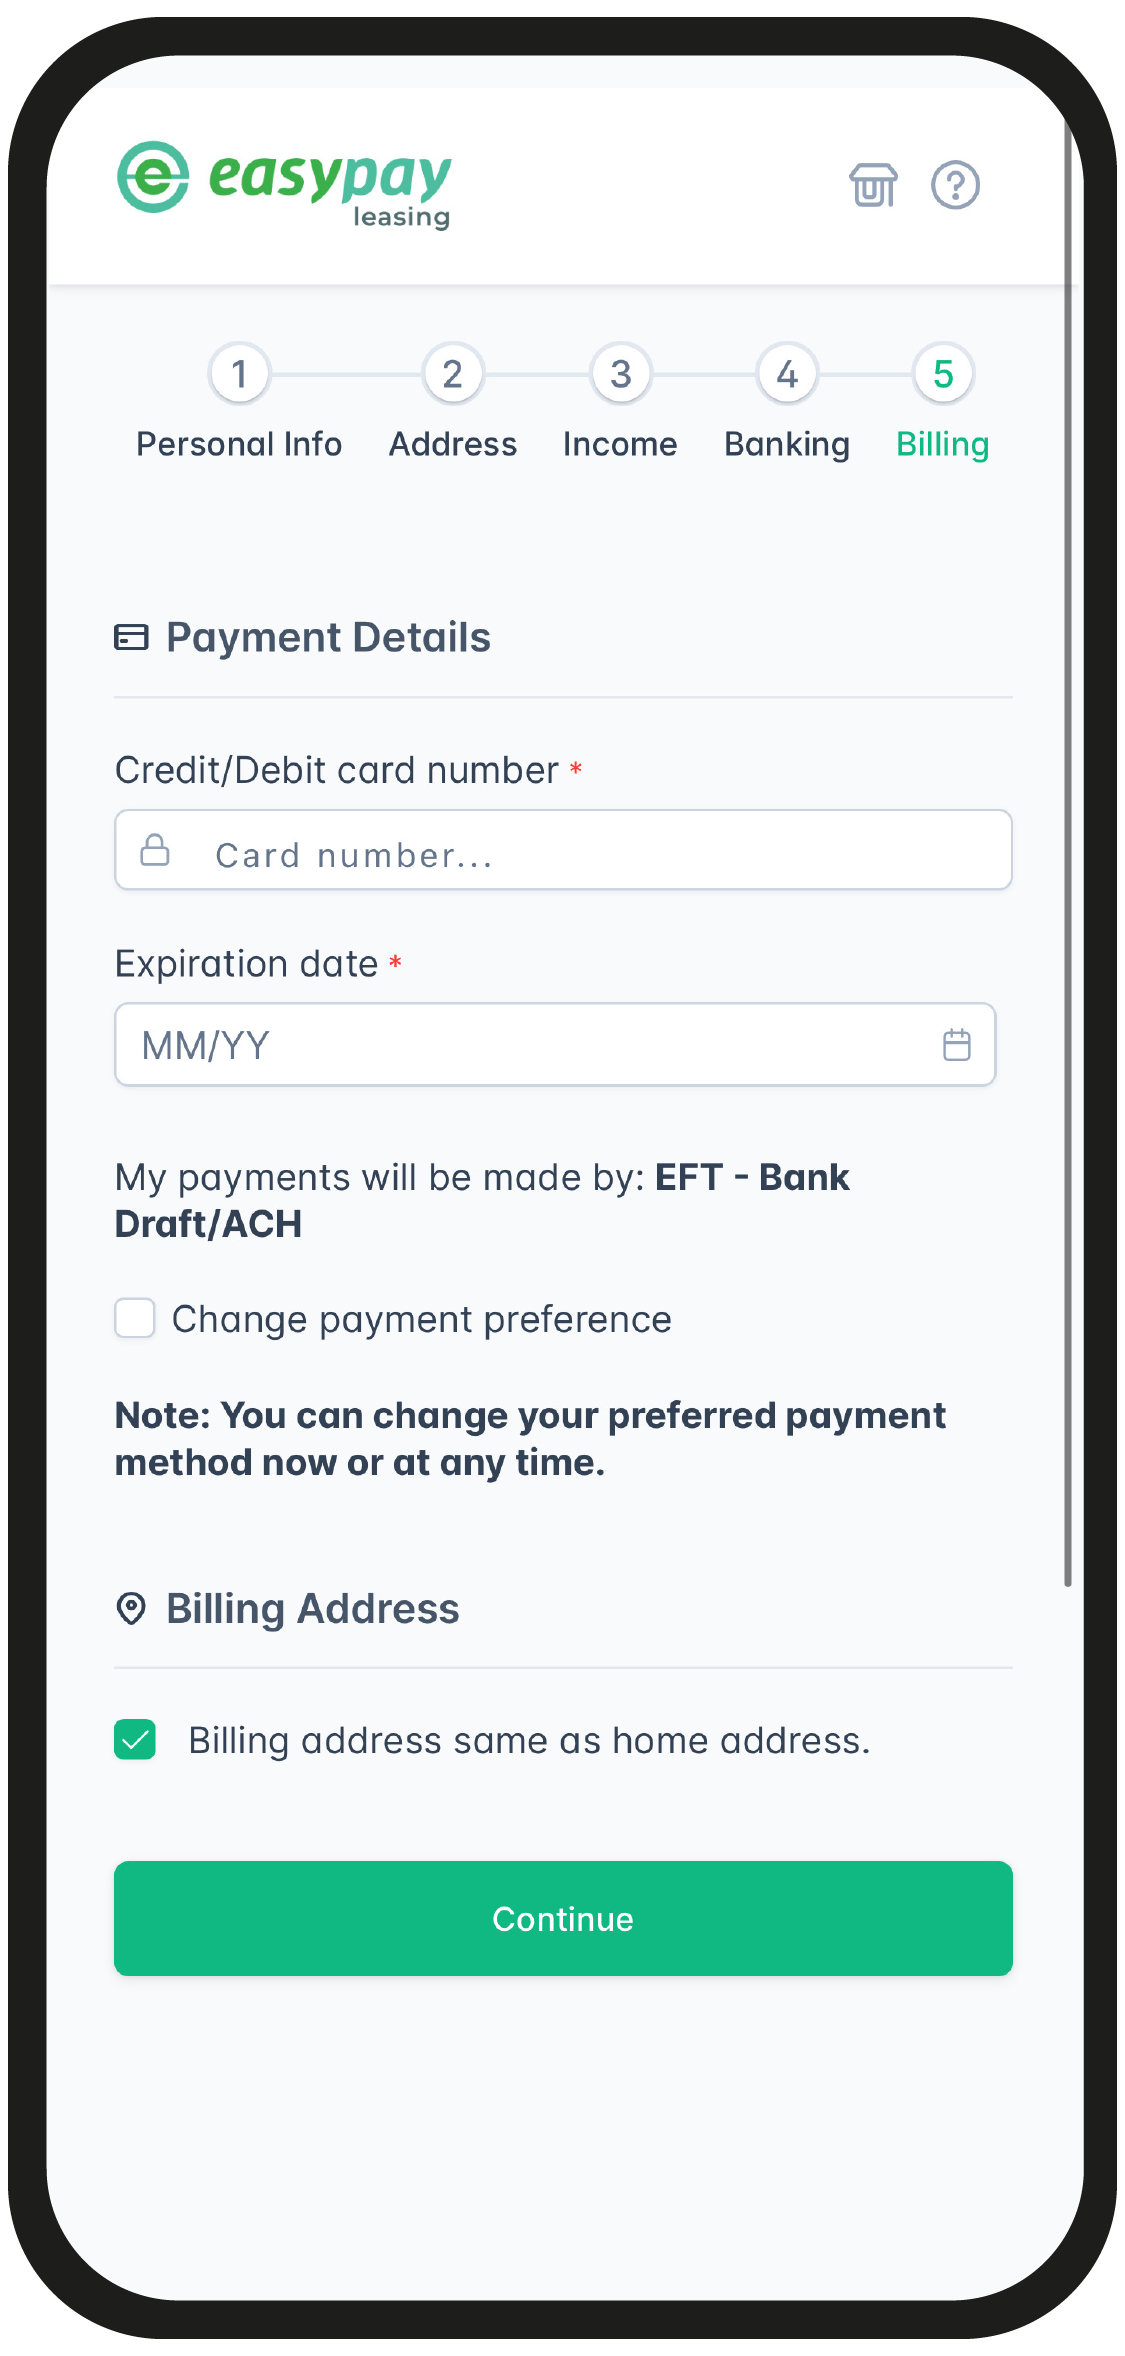 easypay
leasing
1 2 3 4 5
Personal Info Address Income Banking Billing
Payment Details
Credit/Debit card number *
Card number...
Expiration date *
MM/YY
My payments will be made by: EFT - Bank
Draft/ACH
Change payment preference
Note: You can change your preferred payment
method now or at any time.
Billing Address
Billing address same as home address.
Continue